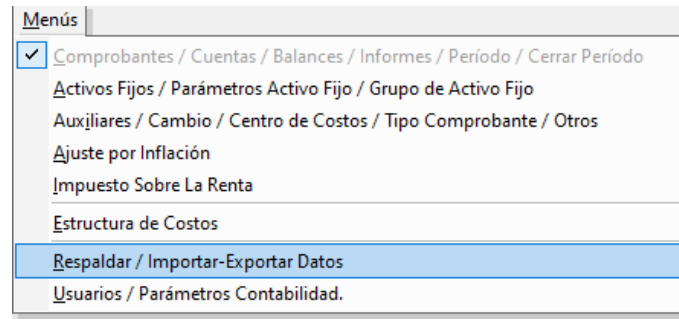 Menús
Comprobantes / Cuentas / Balances / Informes / Período / Cerrar Período
Activos Fijos / Parámetros Activo Fijo / Grupo de Activo Fijo
Auxiliares / Cambio / Centro de Costos / Tipo Comprobante / Otros
Ajuste por Inflación
Impuesto Sobre La Renta
Estructura de Costos
Respaldar / Importar-Exportar Datos
Usuarios / Parámetros Contabilidad.